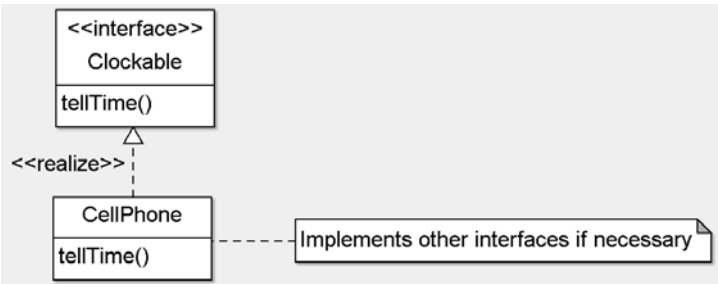 <<interface>>
Clockable
tellTime()
<<realize>>
CellPhone
tellTime()
Implements other interfaces if necessary